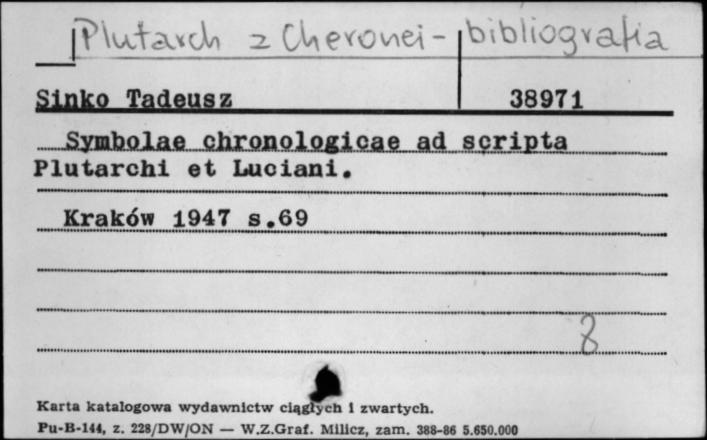 Plutarch z Cheronei - bibliografia
Sinko Tadeusz 38971
Symbolae chronologicae ad scripta
Plutarchi et Luciani.
Kraków 1947 s.69
8
Karta katalogowa wydawnictw ciągłych i zwartych.
Pu-B-144, z. 228/DW/ON — W.Z.Graf. Milicz, zam. 388-86 5.650.000